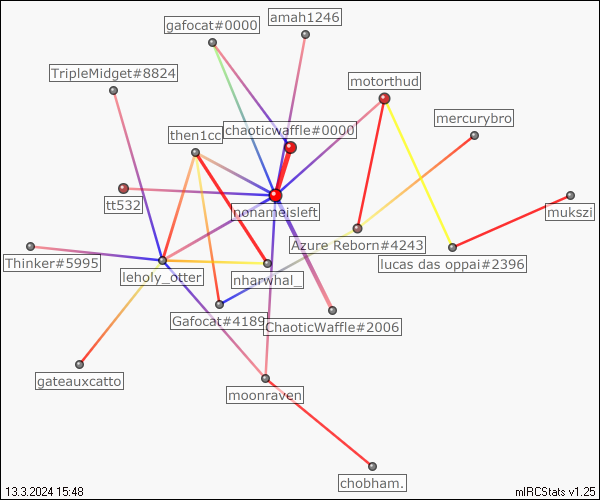 amah1246
gafocat#0000
TripleMidget#8824
motorthud
mercurybro
chaoticwaffle#0000
then1cc
tt532
nonameisleft
mukszi
Azure Reborn#4243
Thinker#5995
lucas das oppai#2396
leholy_otter
nharwhal_
Gafocat#4189
ChaoticWaffle#2006
gateauxcatto
moonraven
chobham.
13.3.2024 15:48
mIRCStats v1.25